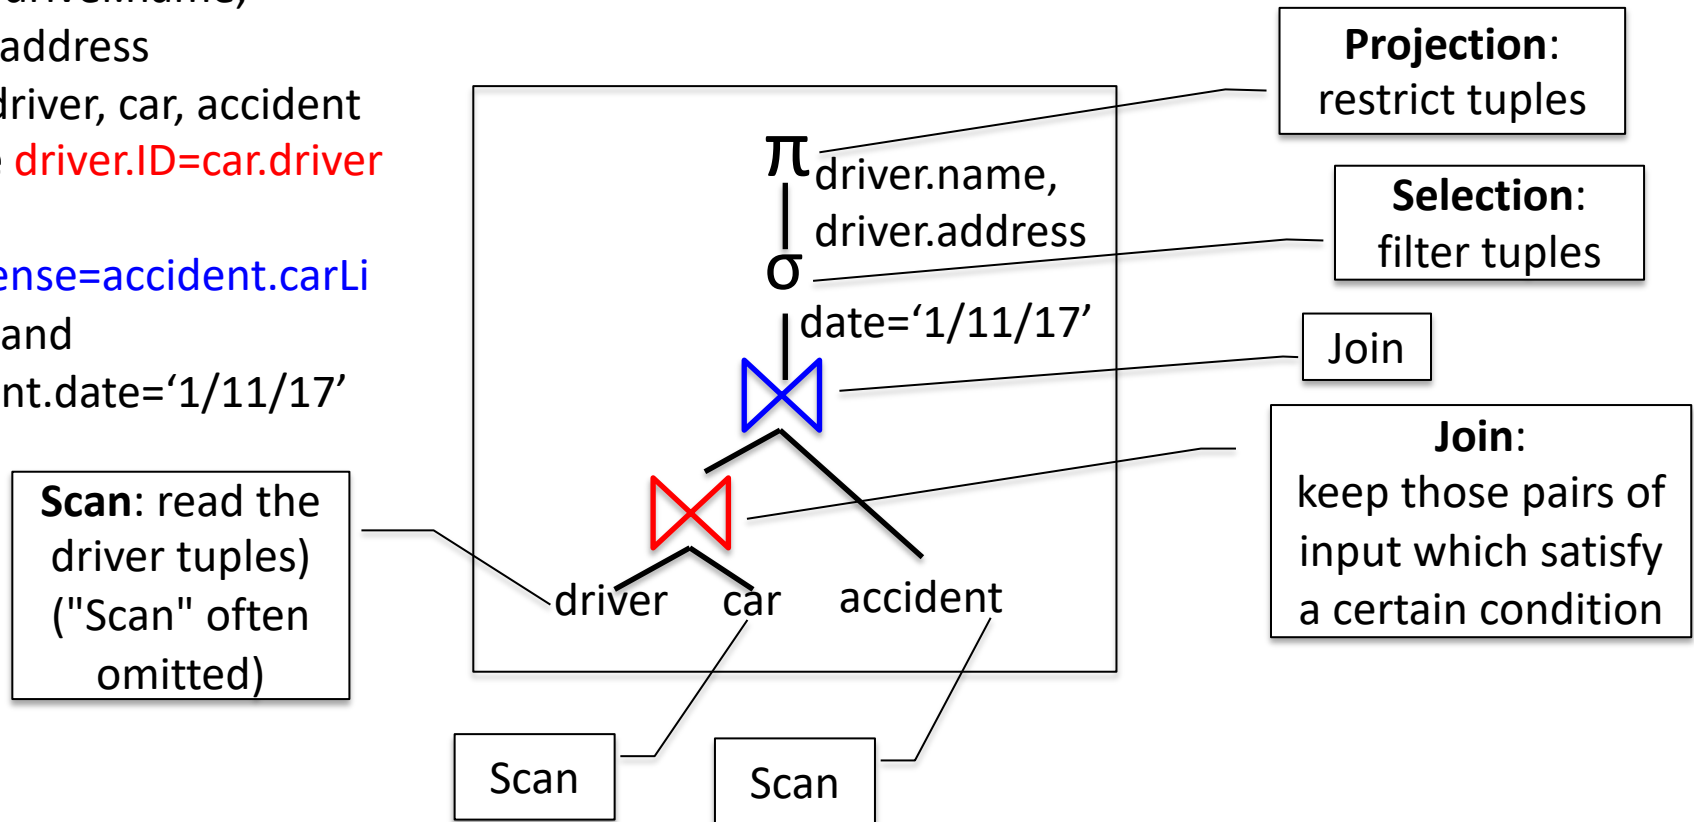 address
driver, car, accident
driver.ID=car.driver
ense=accident.carLi
and
nt.date=‘1/11/17’
π
driver.name,
driver.address
σ
date=‘1/11/17’
driver car accident
Projection:
restrict tuples
Selection:
filter tuples
Join
Join:
keep those pairs of
input which satisfy
a certain condition
Scan: read the
driver tuples)
("Scan" often
omitted)
Scan
Scan